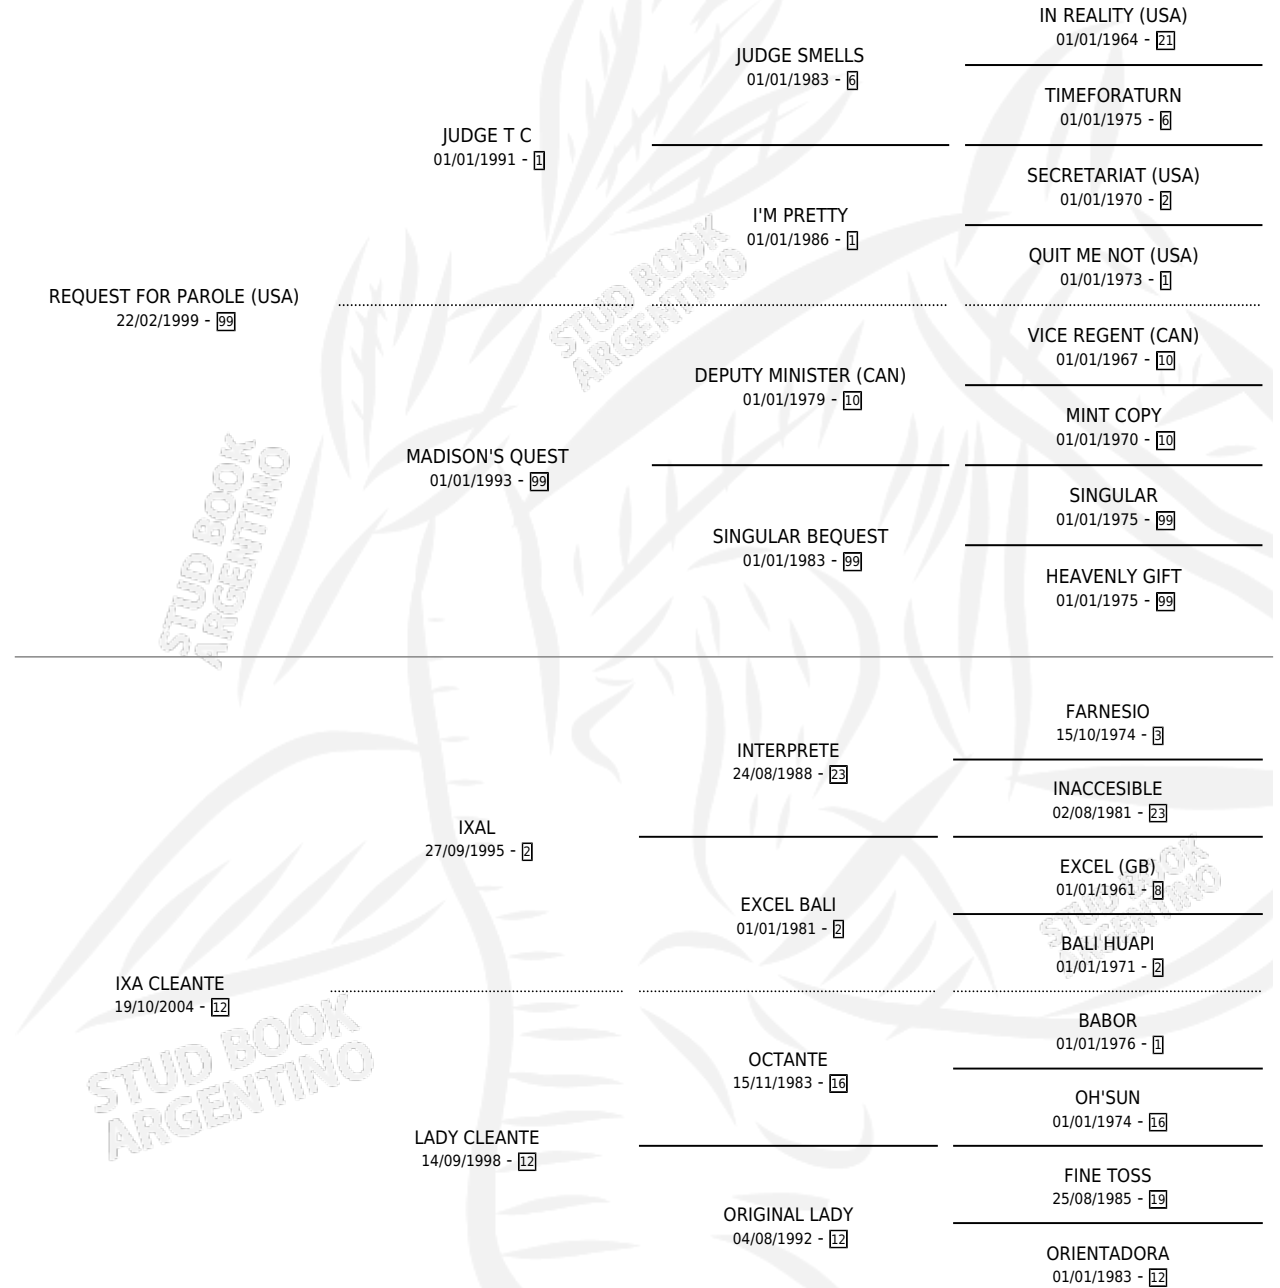 IN REALITY (USA)
01/01/1964 - 21
JUDGE SMELLS
01/01/1983 - 6
TIMEFORATURN
01/01/1975 - 6
JUDGE T C
01/01/1991 - 1
SECRETARIAT (USA)
01/01/1970 - 2
I'M PRETTY
01/01/1986 - 1
QUIT ME NOT (USA)
01/01/1973 - 1
REQUEST FOR PAROLE (USA)
22/02/1999 - 99
VICE REGENT (CAN)
01/01/1967 - 10
DEPUTY MINISTER (CAN)
01/01/1979 - 10
MINT COPY
01/01/1970 - 10
MADISON'S QUEST
01/01/1993 - 99
SINGULAR
01/01/1975 - 99
SINGULAR BEQUEST
01/01/1983 - 99
HEAVENLY GIFT
01/01/1975 - 99
FARNESIO
15/10/1974 - 3
INTERPRETE
24/08/1988 - 23
INACCESIBLE
02/08/1981 - 23
IXAL
27/09/1995 - 2
EXCEL (GB)
01/01/1961 - 8
EXCEL BALI
01/01/1981 - 2
BALI HUAPI
01/01/1971 - 2
IXA CLEANTE
19/10/2004 - 12
BABOR
01/01/1976 - 1
OCTANTE
15/11/1983 - 16
OH'SUN
01/01/1974 - 16
LADY CLEANTE
14/09/1998 - 12
FINE TOSS
25/08/1985 - 19
ORIGINAL LADY
04/08/1992 - 12
ORIENTADORA
01/01/1983 - 12
STUD BOOK
ARGENTINO
STUD BOOK
ARGENTINO
STUD BOOK
ARGENTINO
STUD BOOK
ARGENTINO